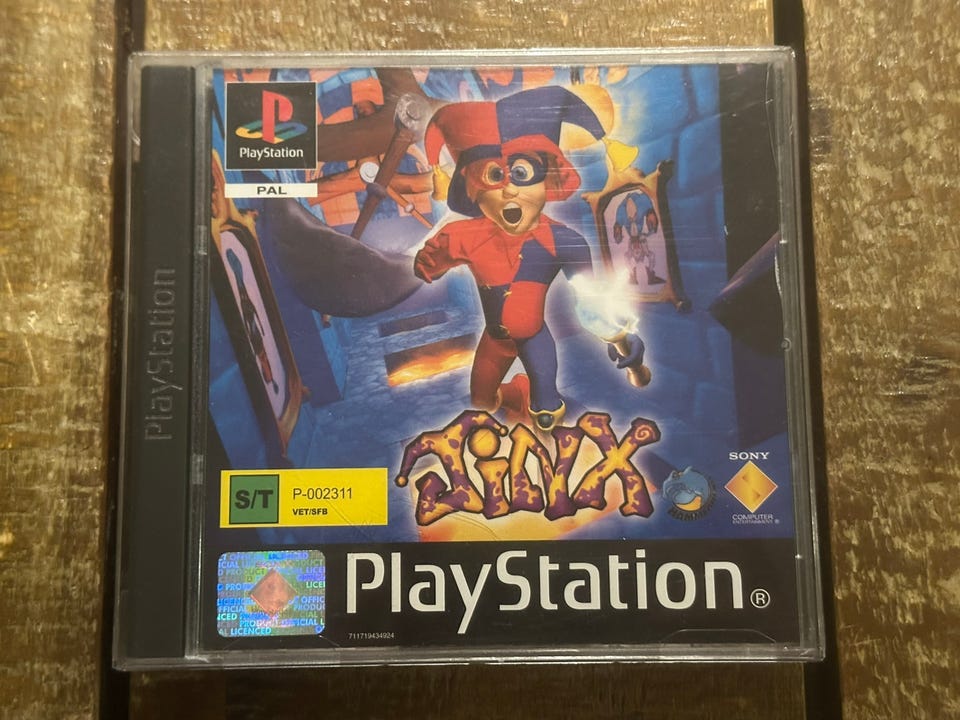 PlayStation
PAL
PlayStation
JiNX
SONY
COMPUTER
ENTERTAINMENT ®
S/T
P-002311
VET/SFB
PlayStation®
711719434924